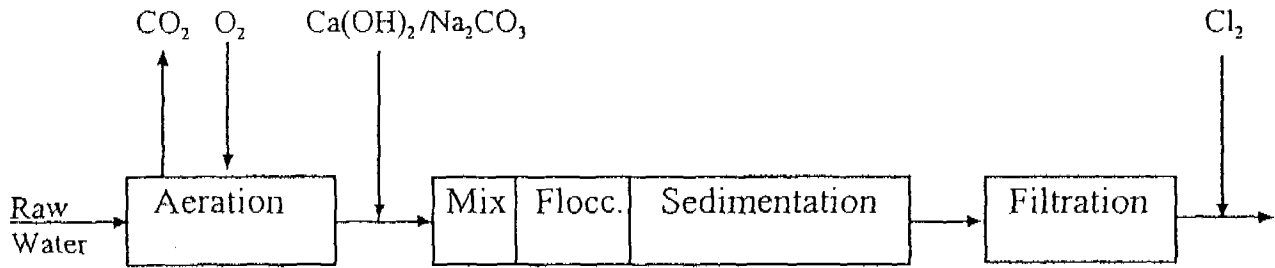 CO₂ O₂ Ca(OH)₂/Na₂CO₃ Cl₂
Raw Water
Aeration
Mix Flocc. Sedimentation
Filtration